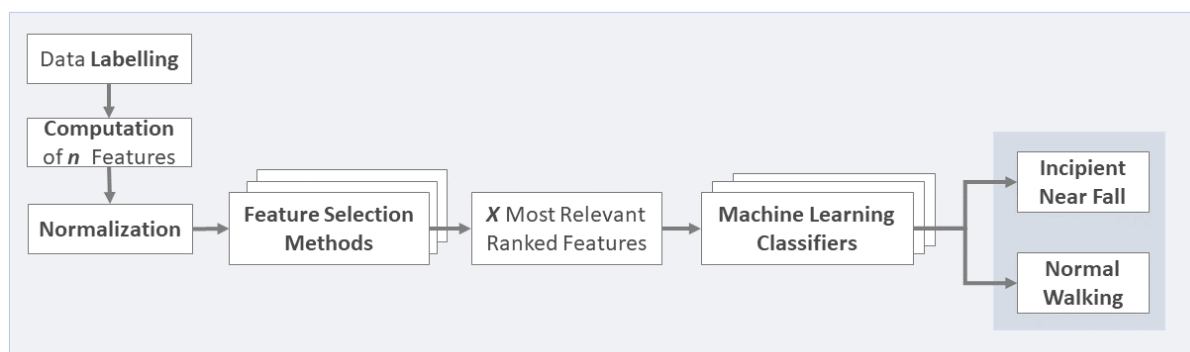 Data Labelling
Computation
of n Features
Normalization
Feature Selection
Methods
X Most Relevant
Ranked Features
Machine Learning
Classifiers
Incipient
Near Fall
Normal
Walking